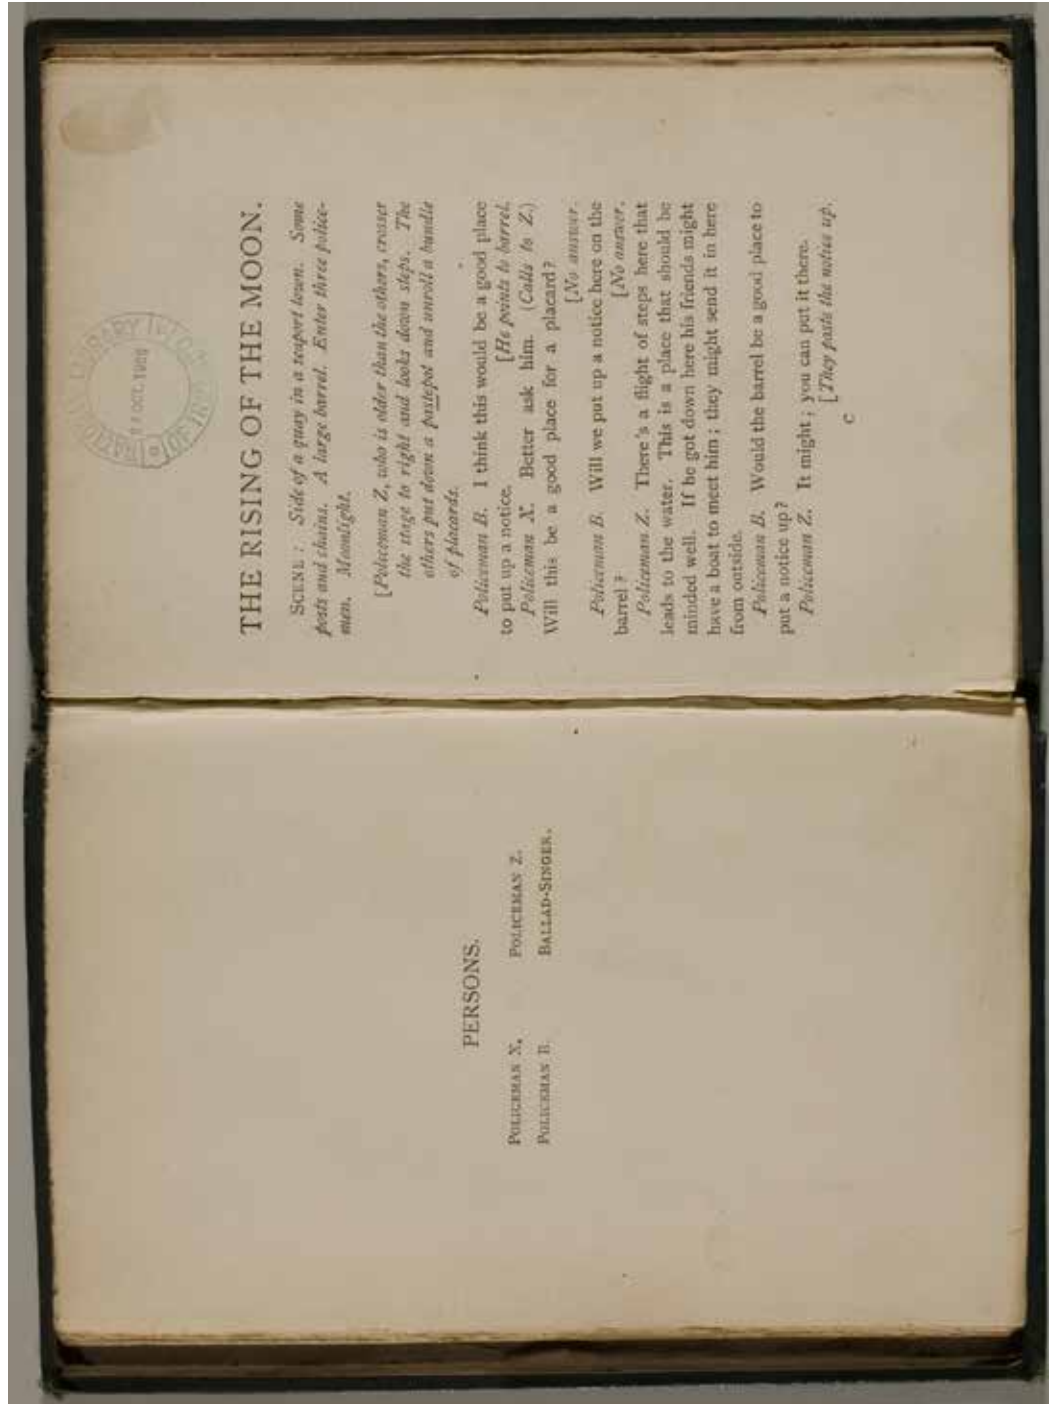 PERSONS.
POLICEMAN X. POLICEMAN Z.
POLICEMAN B. BALLAD-SINGER.
THE RISING OF THE MOON.
SCENE: Side of a quay in a seaport town. Some
posts and chains. A large barrel. Enter three police-
men. Moonlight.
[Policeman Z, who is older than the others, crosses
the stage to right and looks down steps. The
others put down a pastepot and unroll a bundle
of placards.
Policeman B. I think this would be a good place
to put up a notice. [He points to barrel.
Policeman X. Better ask him. (Calls to Z.)
Will this be a good place for a placard?
[No answer.
Policeman B. Will we put up a notice here on the
barrel? [No answer.
Policeman Z. There's a flight of steps here that
leads to the water. This is a place that should be
minded well. If he got down here his friends might
have a boat to meet him; they might send it in here
from outside.
Policeman B. Would the barrel be a good place to
put a notice up?
Policeman Z. It might; you can put it there.
[They paste the notice up.
C